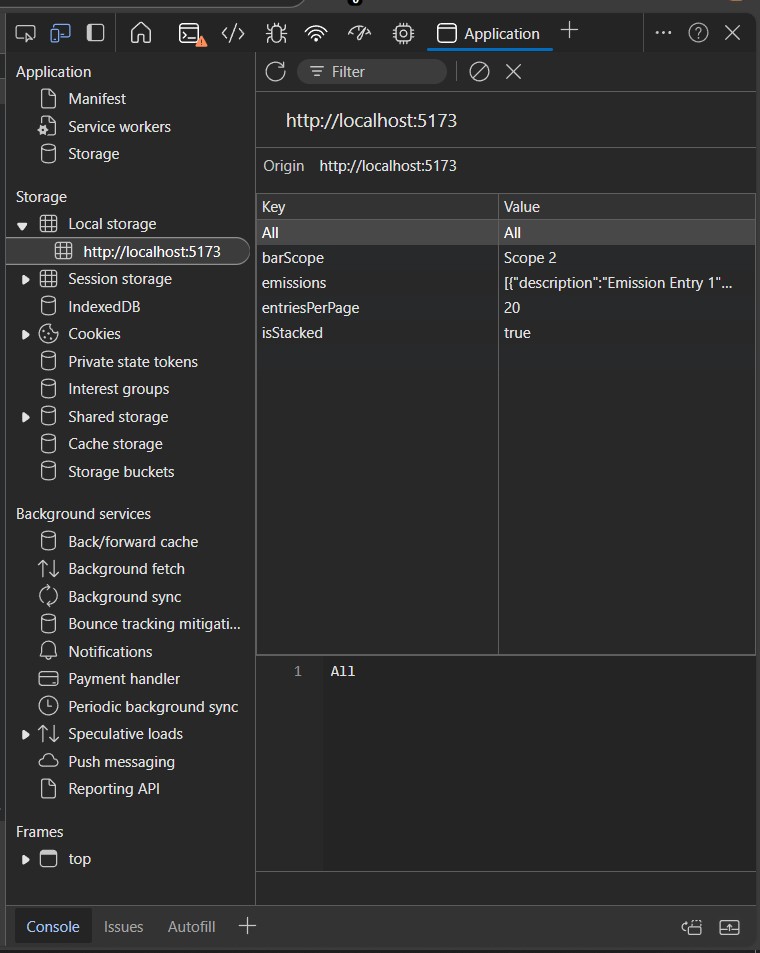 Application
Application
Manifest
Service workers
Storage
Storage
Local storage
http://localhost:5173
Session storage
IndexedDB
Cookies
Private state tokens
Interest groups
Shared storage
Cache storage
Storage buckets
Background services
Back/forward cache
Background fetch
Background sync
Bounce tracking mitigati...
Notifications
Payment handler
Periodic background sync
Speculative loads
Push messaging
Reporting API
Frames
top
Filter
http://localhost:5173
Origin http://localhost:5173
Key Value
All All
barScope Scope 2
emissions [{"description":"Emission Entry 1"...
entriesPerPage 20
isStacked true
1 All
Console Issues Autofill